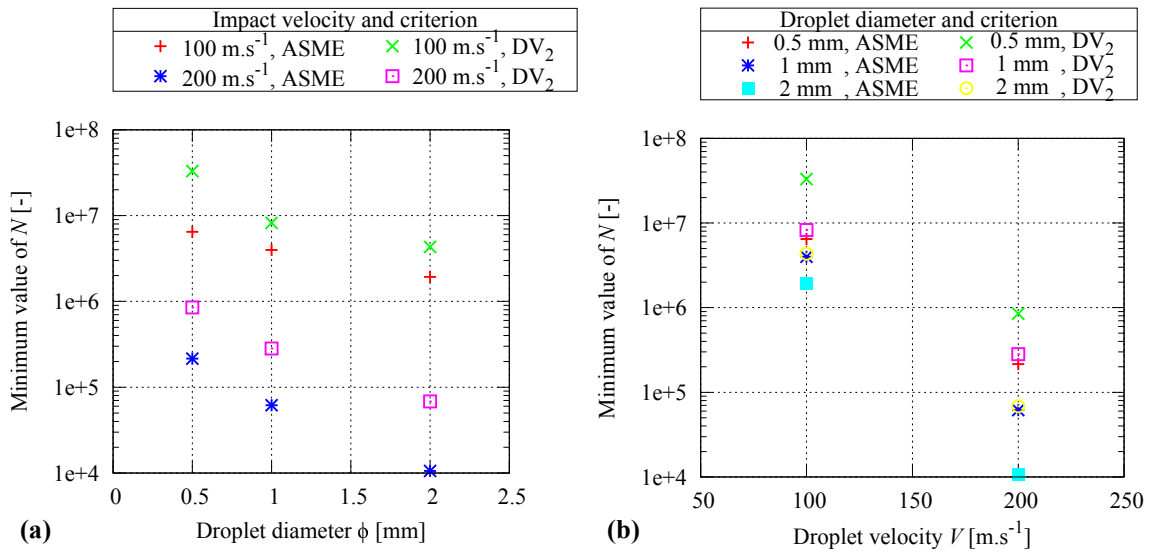 Impact velocity and criterion
100 m.s⁻¹, ASME 100 m.s⁻¹, DV₂
200 m.s⁻¹, ASME 200 m.s⁻¹, DV₂
Minimum value of N [-]
1e+8
1e+7
1e+6
1e+5
1e+4
0 0.5 1 1.5 2 2.5
Droplet diameter ϕ [mm]
(a)
Droplet diameter and criterion
0.5 mm, ASME 0.5 mm, DV₂
1 mm , ASME 1 mm , DV₂
2 mm , ASME 2 mm , DV₂
Minimum value of N [-]
1e+8
1e+7
1e+6
1e+5
1e+4
50 100 150 200 250
Droplet velocity V [m.s⁻¹]
(b)